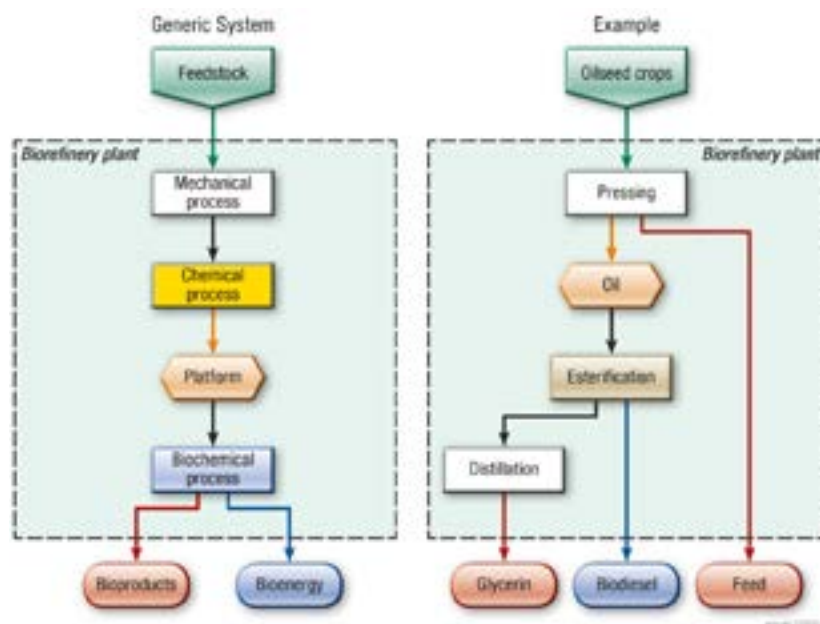 Generic System
Feedstock
Biorefinery plant
Mechanical
process
Chemical
process
Platform
Biochemical
process
Bioproducts
Bioenergy
Example
Oilseed crops
Biorefinery plant
Pressing
Oil
Esterification
Distillation
Glycerin
Biodiesel
Feed